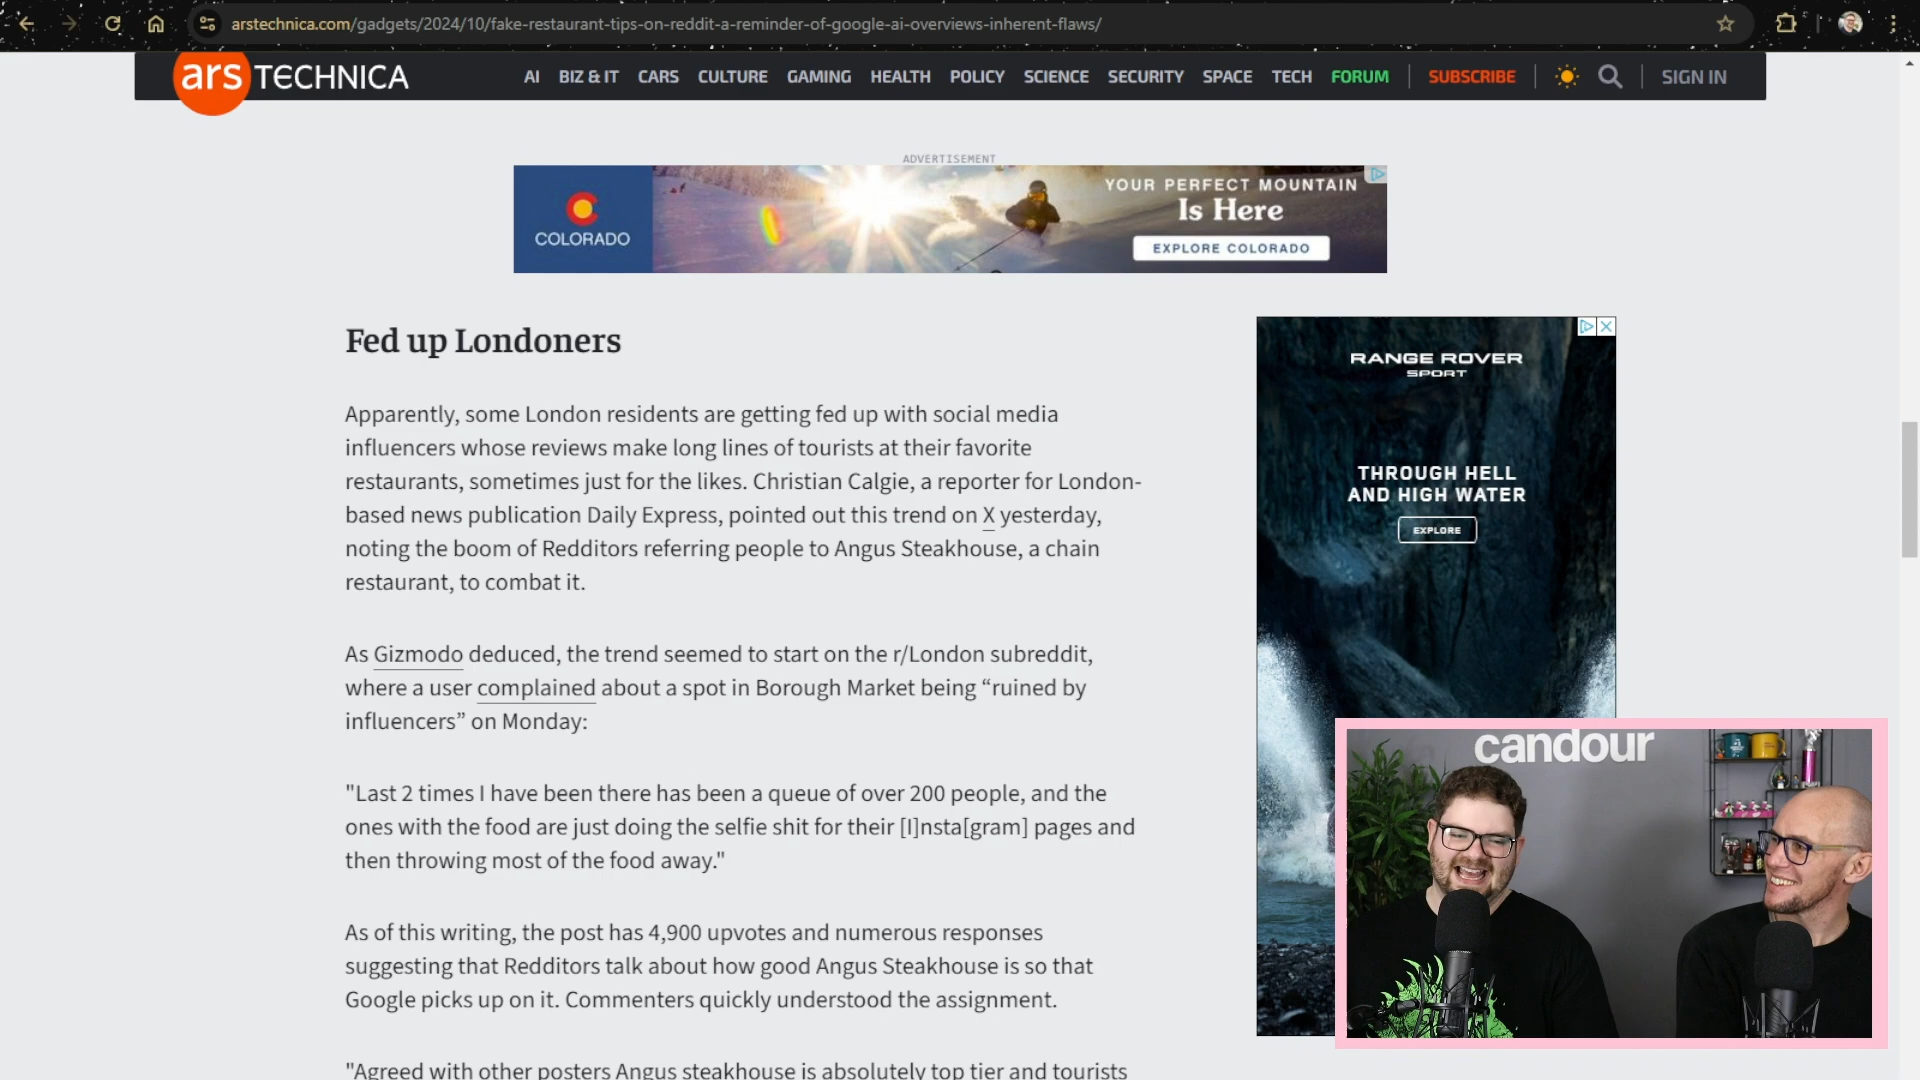 arstechnica.com/gadgets/2024/10/fake-restaurant-tips-on-reddit-a-reminder-of-google-ai-overviews-inherent-flaws/
ars TECHNICA
AI BIZ & IT CARS CULTURE GAMING HEALTH POLICY SCIENCE SECURITY SPACE TECH FORUM SUBSCRIBE SIGN IN
ADVERTISEMENT
COLORADO
YOUR PERFECT MOUNTAIN
Is Here
EXPLORE COLORADO
Fed up Londoners
Apparently, some London residents are getting fed up with social media
influencers whose reviews make long lines of tourists at their favorite
restaurants, sometimes just for the likes. Christian Calgie, a reporter for London-
based news publication Daily Express, pointed out this trend on X yesterday,
noting the boom of Redditors referring people to Angus Steakhouse, a chain
restaurant, to combat it.
As Gizmodo deduced, the trend seemed to start on the r/London subreddit,
where a user complained about a spot in Borough Market being “ruined by
influencers” on Monday:
"Last 2 times I have been there has been a queue of over 200 people, and the
ones with the food are just doing the selfie shit for their [I]nsta[gram] pages and
then throwing most of the food away."
As of this writing, the post has 4,900 upvotes and numerous responses
suggesting that Redditors talk about how good Angus Steakhouse is so that
Google picks up on it. Commenters quickly understood the assignment.
"Agreed with other posters Angus steakhouse is absolutely top tier and tourists
RANGE ROVER
SPORT
THROUGH HELL
AND HIGH WATER
EXPLORE
candour